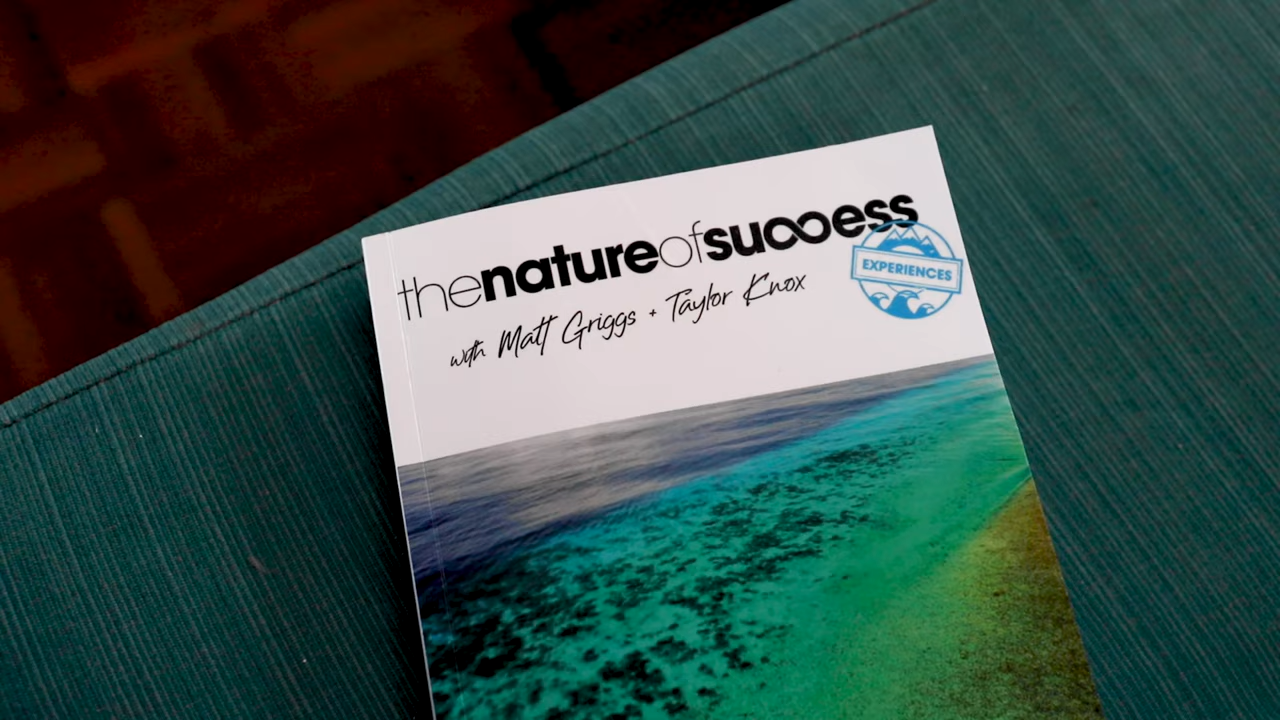 thenatureofsuccess
with Matt Griggs + Taylor Knox
EXPERIENCES